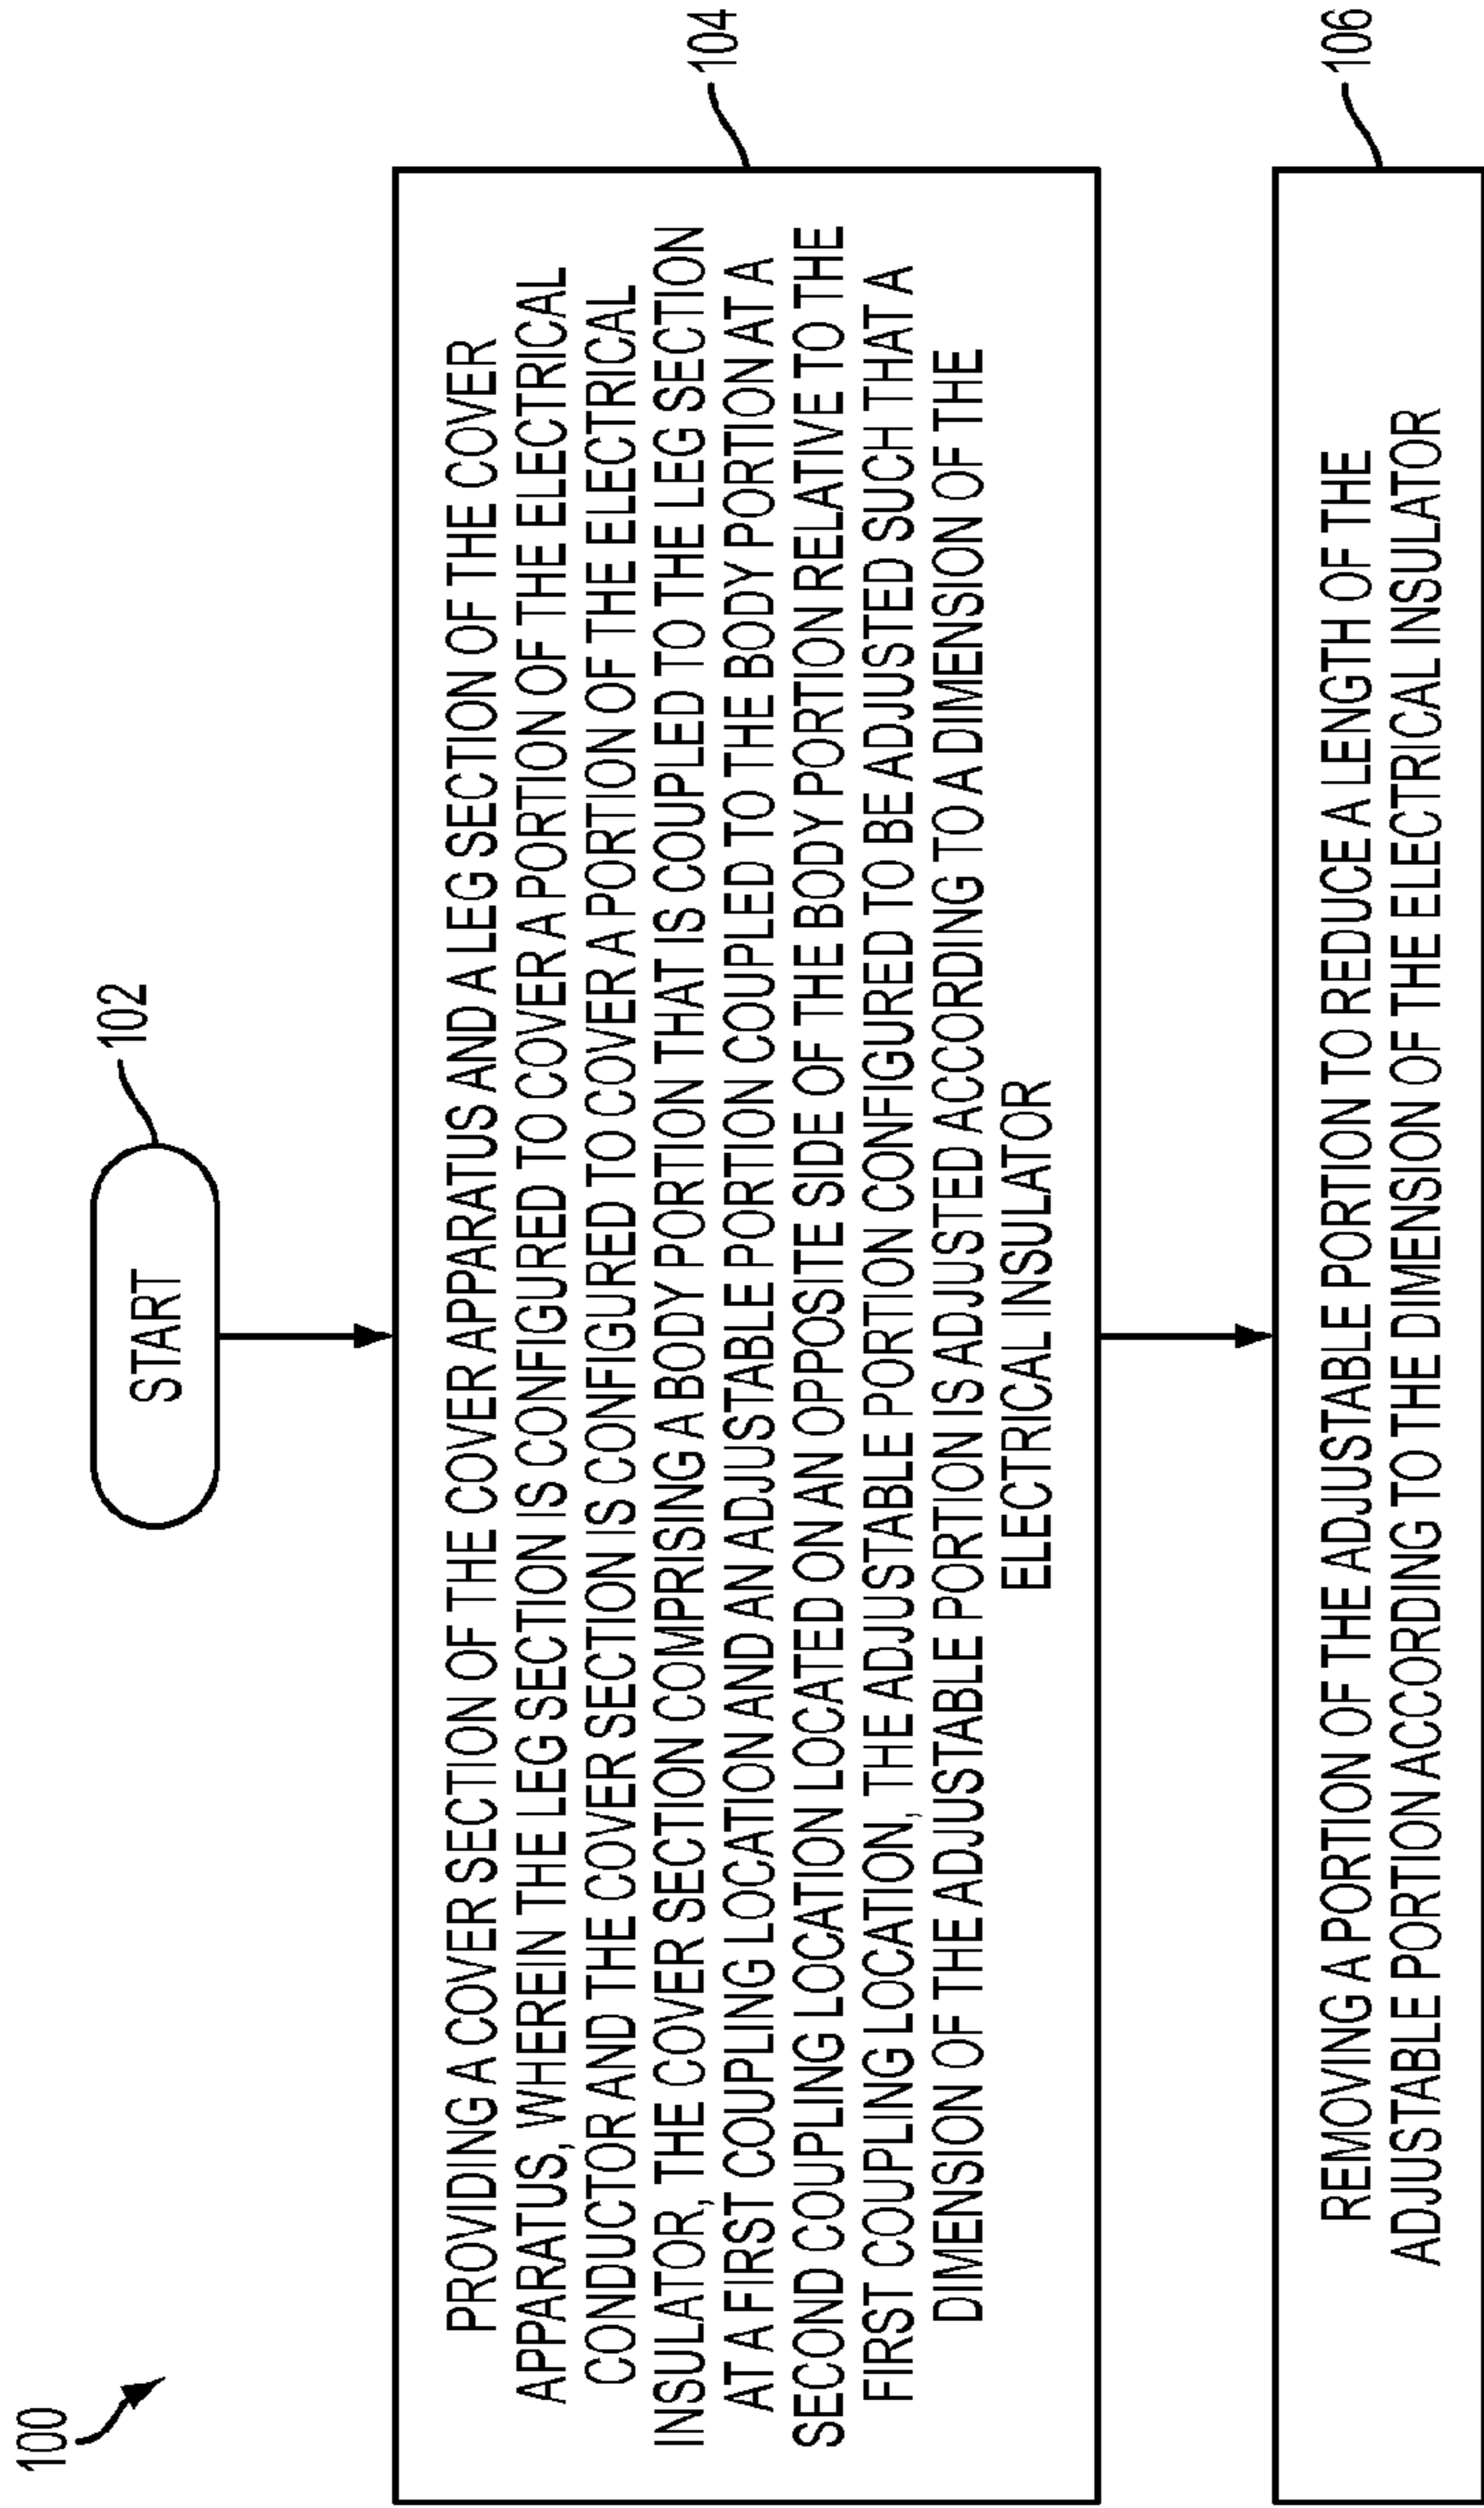 100
START
102
PROVIDING A COVER SECTION OF THE COVER APPARATUS AND A LEG SECTION OF THE COVER
APPARATUS, WHEREIN THE LEG SECTION IS CONFIGURED TO COVER A PORTION OF THE ELECTRICAL
CONDUCTOR AND THE COVER SECTION IS CONFIGURED TO COVER A PORTION OF THE ELECTRICAL
INSULATOR, THE COVER SECTION COMPRISING A BODY PORTION THAT IS COUPLED TO THE LEG SECTION
AT A FIRST COUPLING LOCATION AND AN ADJUSTABLE PORTION COUPLED TO THE BODY PORTION AT A
SECOND COUPLING LOCATION LOCATED ON AN OPPOSITE SIDE OF THE BODY PORTION RELATIVE TO THE
FIRST COUPLING LOCATION, THE ADJUSTABLE PORTION CONFIGURED TO BE ADJUSTED SUCH THAT A
DIMENSION OF THE ADJUSTABLE PORTION IS ADJUSTED ACCORDING TO A DIMENSION OF THE
ELECTRICAL INSULATOR
104
REMOVING A PORTION OF THE ADJUSTABLE PORTION TO REDUCE A LENGTH OF THE
ADJUSTABLE PORTION ACCORDING TO THE DIMENSION OF THE ELECTRICAL INSULATOR
106